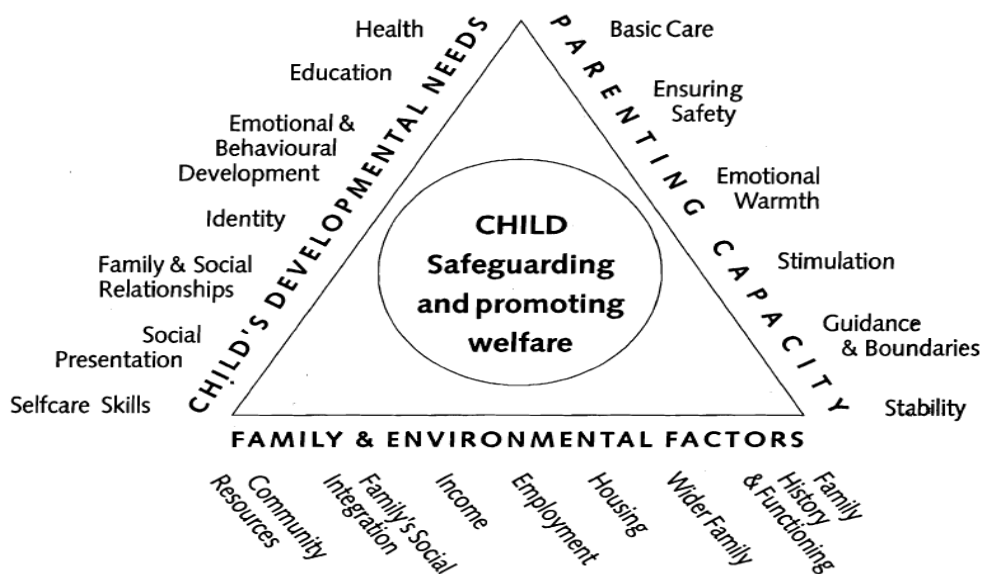 Health
Education
Emotional &
Behavioural
Development
Identity
Family & Social
Relationships
Social
Presentation
Selfcare Skills
CHILD'S DEVELOPMENTAL NEEDS
PARENTING CAPACITY
Basic Care
Ensuring
Safety
Emotional
Warmth
Stimulation
Guidance
& Boundaries
Stability
CHILD
Safeguarding
and promoting
welfare
FAMILY & ENVIRONMENTAL FACTORS
Community
Resources
Family's Social
Integration
Income
Employment
Housing
Wider Family
Family
History
& Functioning